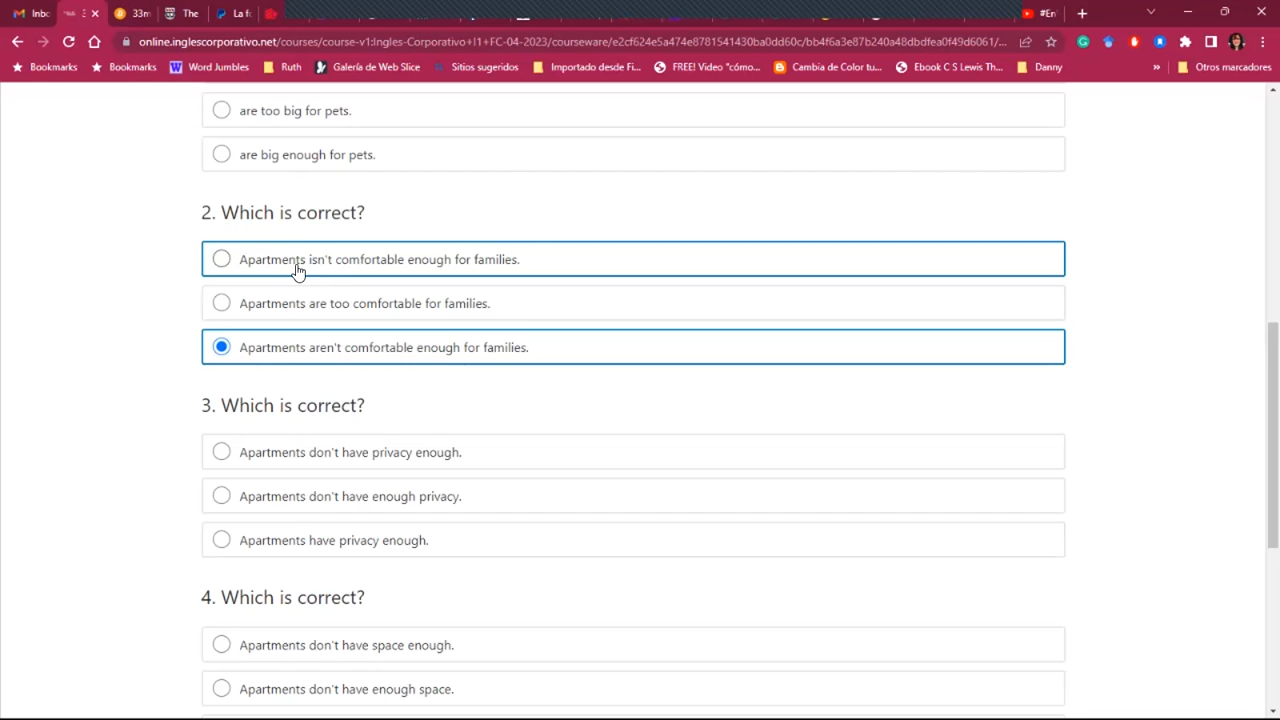 Inbo
33m
The
La f
#En
online.inglescorporativo.net/courses/course-v1:Ingles-Corporativo+I1+FC-04-2023/courseware/e2cf624e5a474e8781541430ba0dd60c/bb4f6a3e87b240a48dbdfea0f49d6061/...
Bookmarks Bookmarks Word Jumbles Ruth Galería de Web Slice Sitios sugeridos Importado desde Fi... FREE! Video "cómo... Cambia de Color tu... Ebook C S Lewis Th... Danny » Otros marcadores
are too big for pets.
are big enough for pets.
2. Which is correct?
Apartments isn't comfortable enough for families.
Apartments are too comfortable for families.
Apartments aren't comfortable enough for families.
3. Which is correct?
Apartments don't have privacy enough.
Apartments don't have enough privacy.
Apartments have privacy enough.
4. Which is correct?
Apartments don't have space enough.
Apartments don't have enough space.